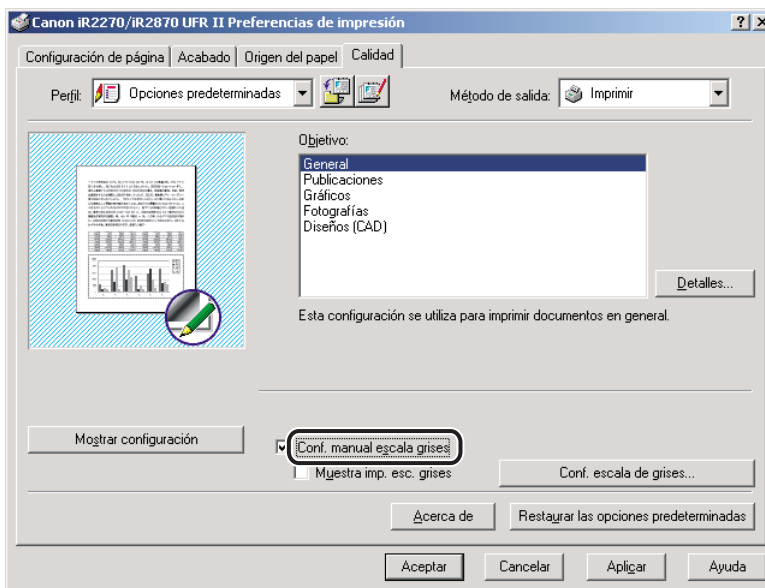 Canon iR2270/iR2870 UFR II Preferencias de impresión
Configuración de página Acabado Origen del papel Calidad
Perfil: Opciones predeterminadas Método de salida: Imprimir
Objetivo:
General
Publicaciones
Gráficos
Fotografías
Diseños (CAD)
Detalles...
Esta configuración se utiliza para imprimir documentos en general.
Mostrar configuración
Conf. manual escala grises
Muestra imp. esc. grises
Conf. escala de grises...
Acerca de
Restaurar las opciones predeterminadas
Aceptar Cancelar Aplicar Ayuda